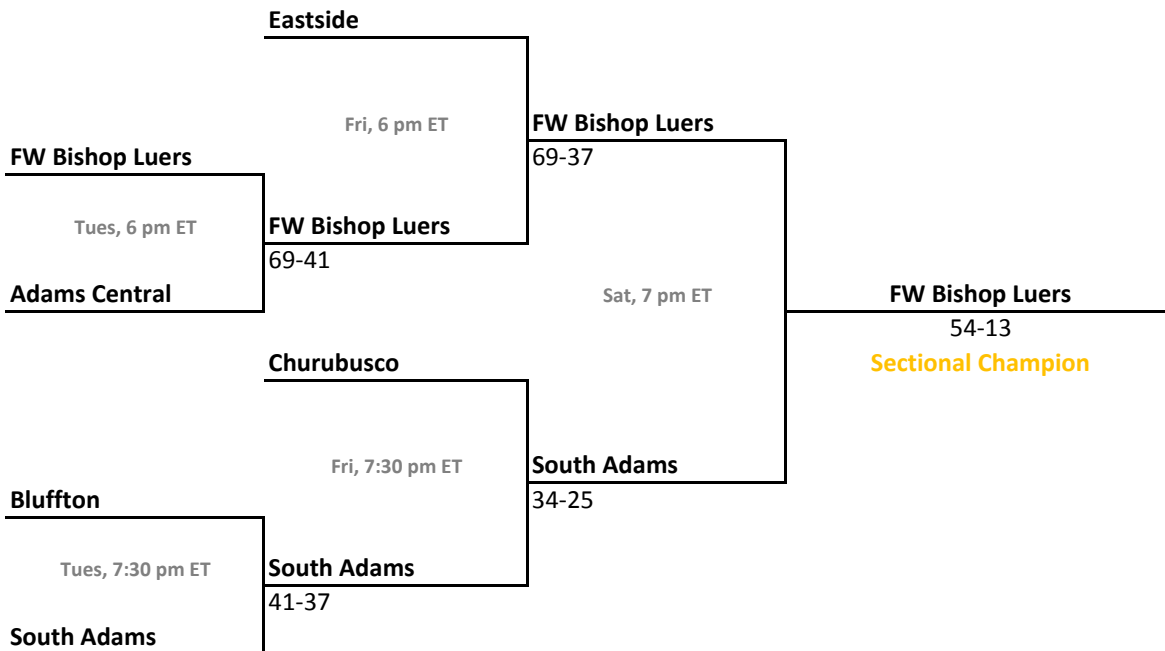 Eastside
Fri, 6 pm ET
FW Bishop Luers
FW Bishop Luers
69-37
Tues, 6 pm ET
FW Bishop Luers
69-41
Adams Central
Sat, 7 pm ET
FW Bishop Luers
54-13
Churubusco
Sectional Champion
Fri, 7:30 pm ET
South Adams
Bluffton
34-25
Tues, 7:30 pm ET
South Adams
41-37
South Adams